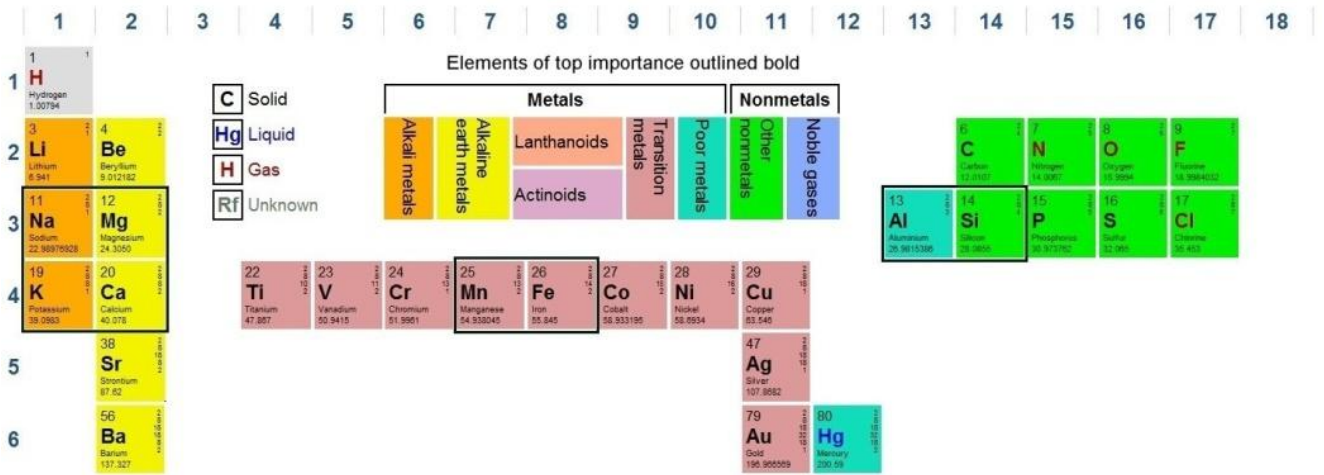 1 2 3 4 5 6 7 8 9 10 11 12 13 14 15 16 17 18
Elements of top importance outlined bold
1
1 1
H
Hydrogen
1.00794
C Solid
Hg Liquid
H Gas
Rf Unknown
Metals Nonmetals
Alkali metals
Alkaline earth metals
Lanthanoids
Actinoids
Transition metals
Poor metals
Other nonmetals
Noble gases
2
3 4 6 7 8 9
Li Be C N O F
Lithium Beryllium Carbon Nitrogen Oxygen Fluorine
6.941 9.012182 12.0107 14.0067 15.9994 18.9984032
3
11 12 13 14 15 16 17
Na Mg Al Si P S Cl
Sodium Magnesium Aluminium Silicon Phosphorus Sulfur Chlorine
22.98976928 24.3050 26.9815386 28.0855 30.973762 32.065 35.453
4
19 20 22 23 24 25 26 27 28 29
K Ca Ti V Cr Mn Fe Co Ni Cu
Potassium Calcium Titanium Vanadium Chromium Manganese Iron Cobalt Nickel Copper
39.0983 40.078 47.867 50.9415 51.9961 54.938045 55.845 58.933195 58.6934 63.546
5
38 47
Sr Ag
Strontium Silver
87.62 107.8682
6
56 79 80
Ba Au Hg
Barium Gold Mercury
137.327 196.966569 200.59